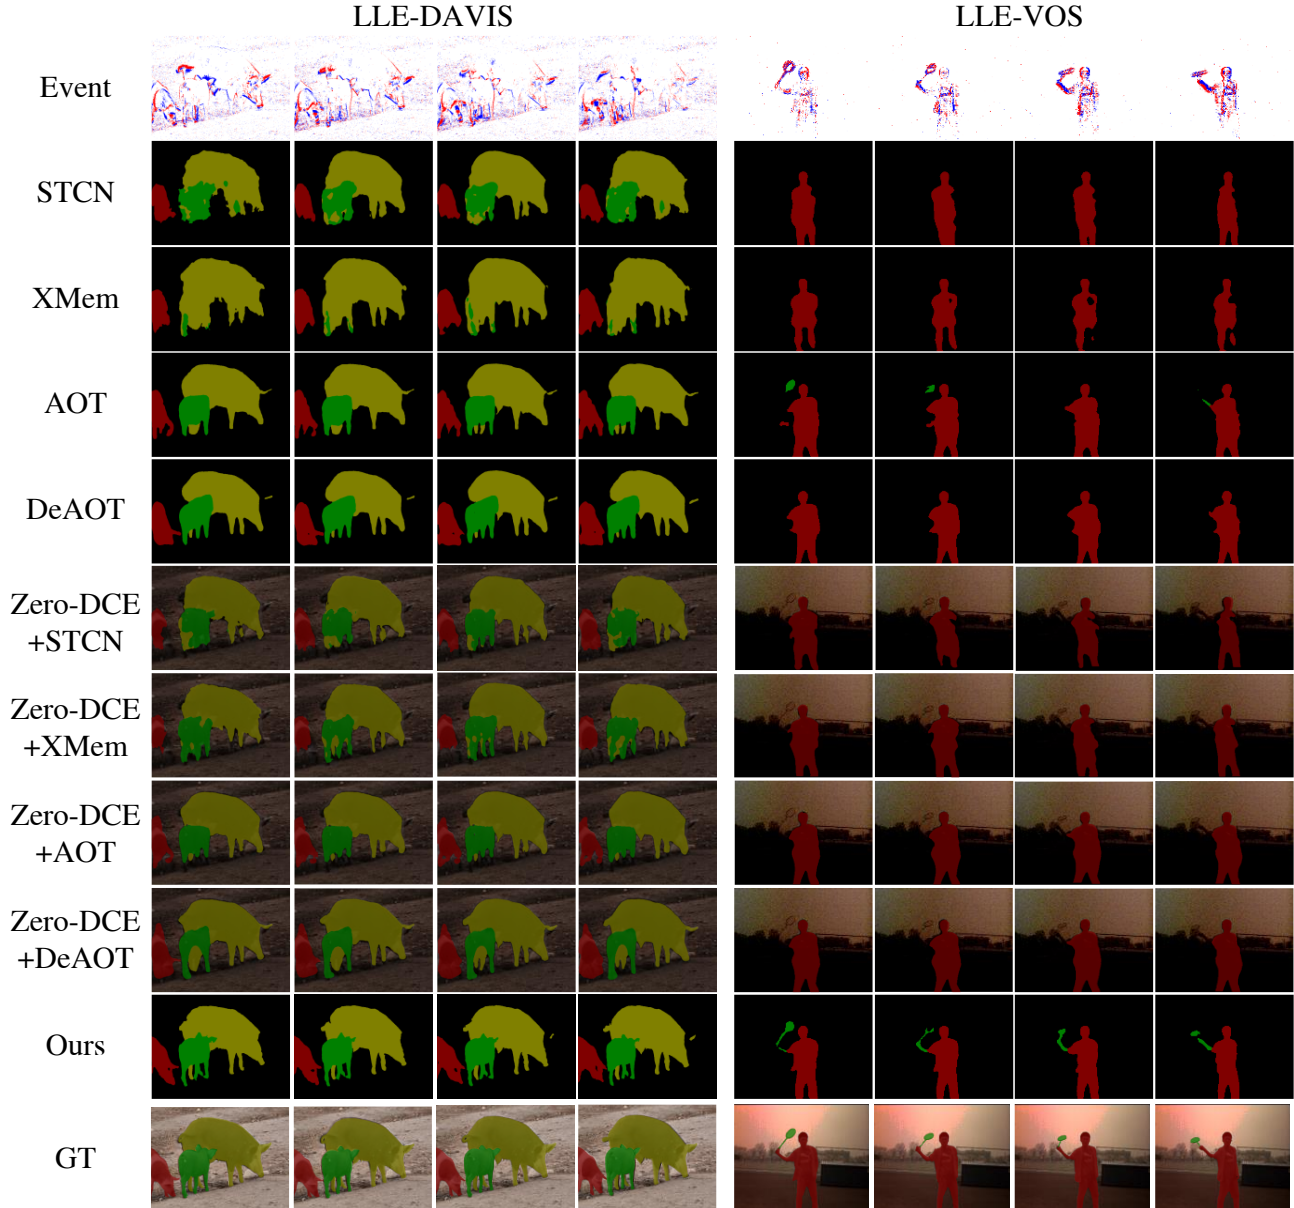 LLE-DAVIS
LLE-VOS
Event
STCN
XMem
AOT
DeAOT
Zero-DCE
+STCN
Zero-DCE
+XMem
Zero-DCE
+AOT
Zero-DCE
+DeAOT
Ours
GT